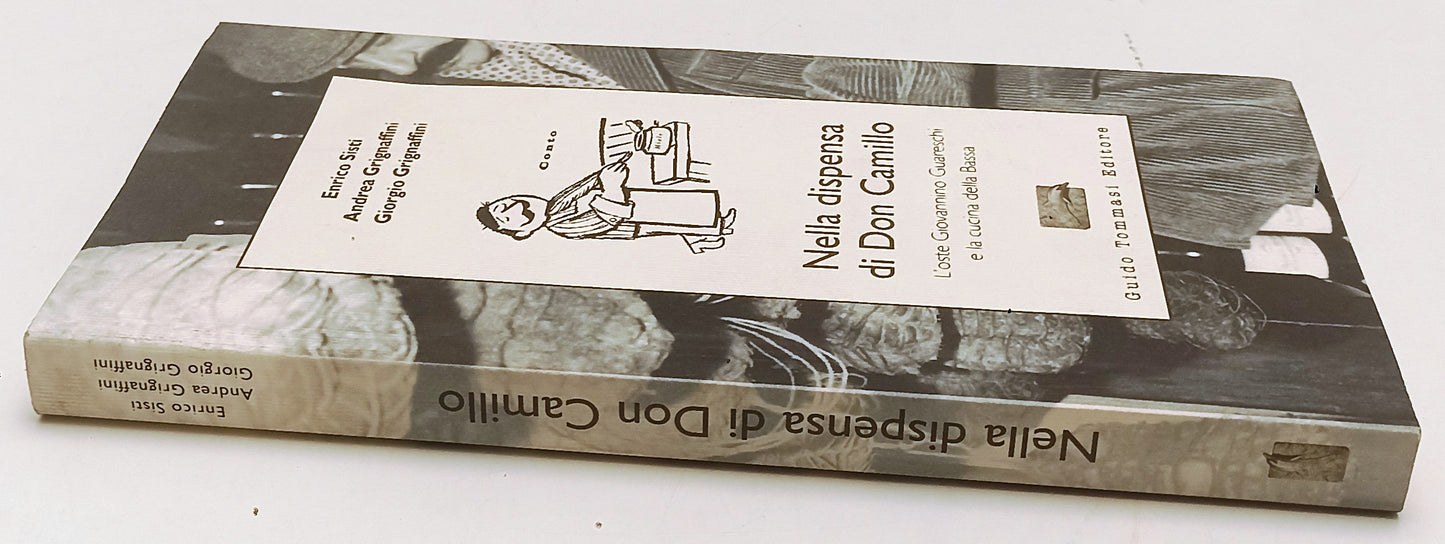 Enrico Sisti
Andrea Grignaffini
Giorgio Grignaffini
Conto
Nella dispensa
di Don Camillo
L'oste Giovannino Guareschi
e la cucina della Bassa
Guido Tommasi Editore
Enrico Sisti
Andrea Grignaffini
Giorgio Grignaffini
Nella dispensa di Don Camillo